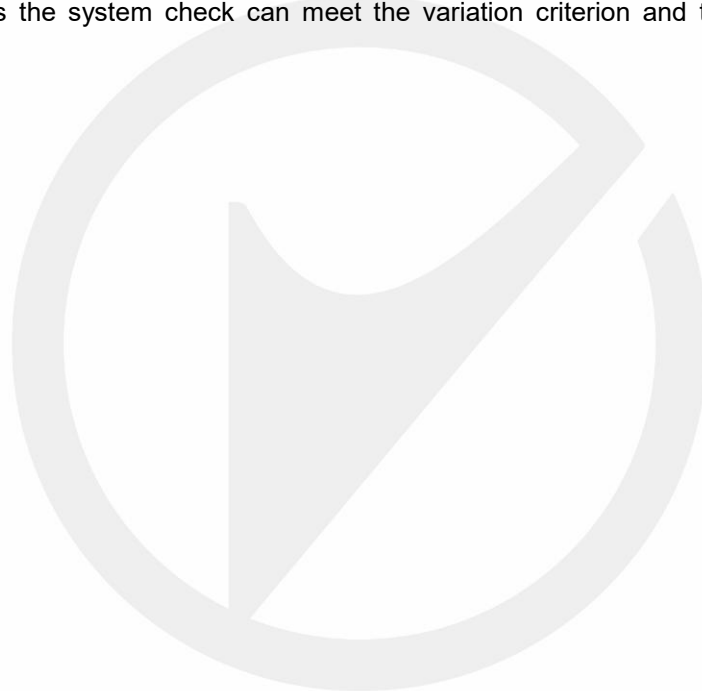 the system check can meet the variation criterion and